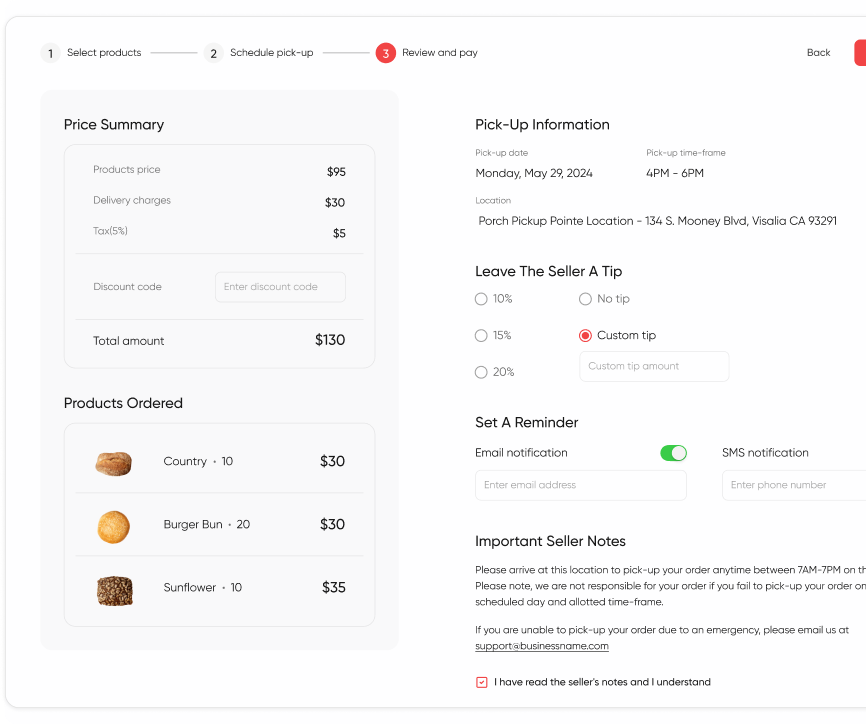 1 Select products 2 Schedule pick-up 3 Review and pay Back
Price Summary
Products price $95
Delivery charges $30
Tax(5%) $5
Discount code Enter discount code
Total amount $130
Products Ordered
Country • 10 $30
Burger Bun • 20 $30
Sunflower • 10 $35
Pick-Up Information
Pick-up date Pick-up time-frame
Monday, May 29, 2024 4PM - 6PM
Location
Porch Pickup Pointe Location - 134 S. Mooney Blvd, Visalia CA 93291
Leave The Seller A Tip
10% No tip
15% Custom tip
20% Custom tip amount
Set A Reminder
Email notification SMS notification
Enter email address Enter phone number
Important Seller Notes
Please arrive at this location to pick-up your order anytime between 7AM-7PM on th
Please note, we are not responsible for your order if you fail to pick-up your order on
scheduled day and allotted time-frame.
If you are unable to pick-up your order due to an emergency, please email us at
support@businessname.com
I have read the seller's notes and I understand